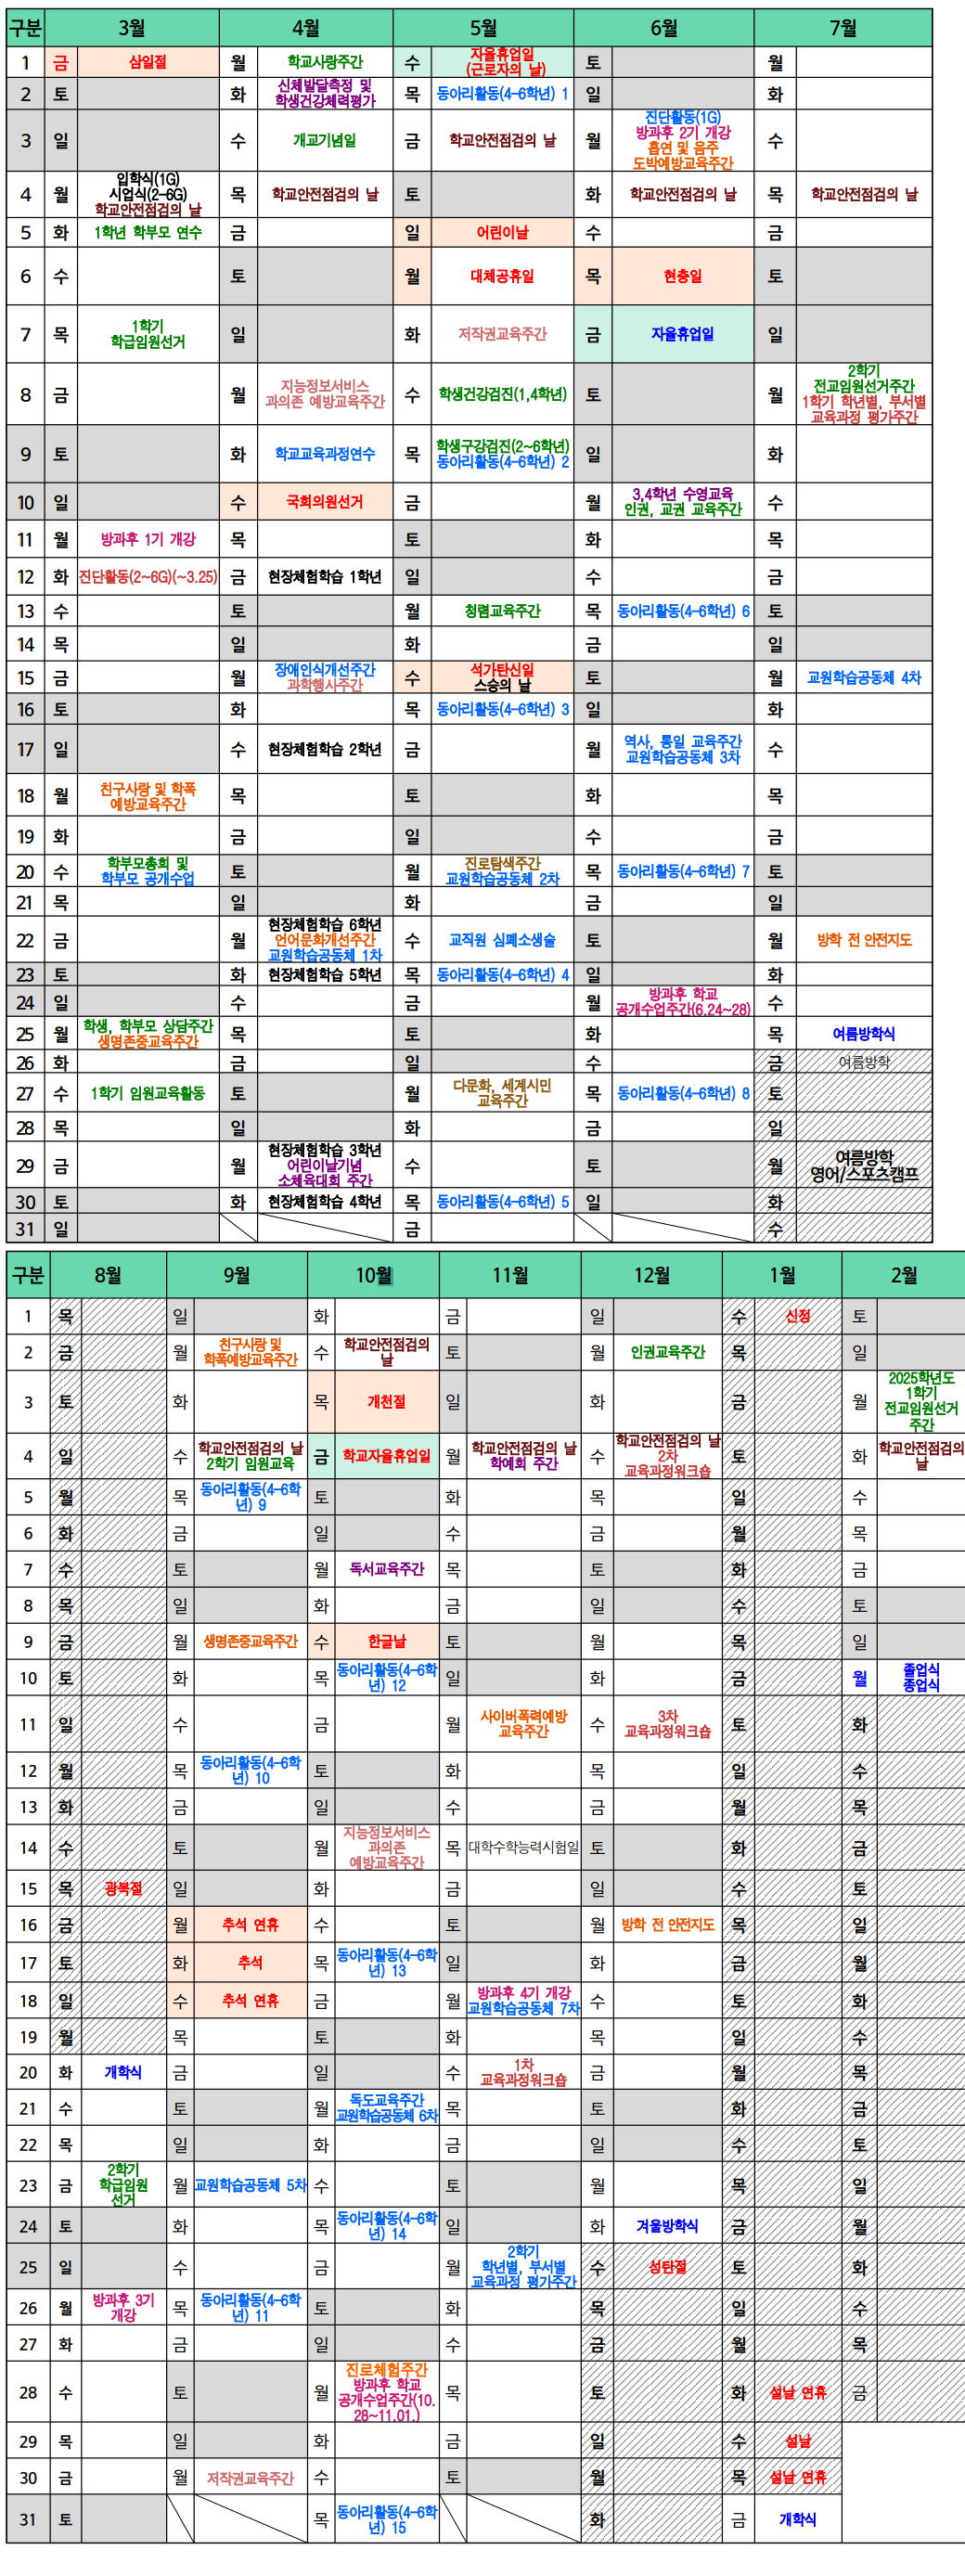 구분 3월 4월 5월 6월 7월
1 금 삼일절 월 학교사랑주간 수 자율휴업일 (근로자의 날) 토 월
2 토 화 신체발달측정 및 학생건강체력평가 목 동아리활동(4-6학년) 1 일 화
3 일 수 개교기념일 금 학교안전점검의 날 월 진단활동(1G) 방과후 2기 개강 흡연 및 음주 도박예방교육주간 수
4 월 입학식(1G) 시업식(2-6G) 학교안전점검의 날 목 학교안전점검의 날 토 화 학교안전점검의 날 목 학교안전점검의 날
5 화 1학년 학부모 연수 금 일 어린이날 수 금
6 수 토 월 대체공휴일 목 현충일 토
7 목 1학기 학급임원선거 일 화 저작권교육주간 금 자율휴업일 일
8 금 월 지능정보서비스 과의존 예방교육주간 수 학생건강검진(1,4학년) 토 월 2학기 전교임원선거주간 1학기 학년별, 부서별 교육과정 평가주간
9 토 화 학교교육과정연수 목 학생구강검진(2~6학년) 동아리활동(4-6학년) 2 일 화
10 일 수 국회의원선거 금 월 3,4학년 수영교육 인권, 교권 교육주간 수
11 월 방과후 1기 개강 목 토 화 목
12 화 진단활동(2~6G)(~3.25) 금 현장체험학습 1학년 일 수 금
13 수 토 월 청렴교육주간 목 동아리활동(4-6학년) 6 토
14 목 일 화 금 일
15 금 월 장애인식개선주간 과학행사주간 수 석가탄신일 스승의 날 토 월 교원학습공동체 4차
16 토 화 목 동아리활동(4-6학년) 3 일 화
17 일 수 현장체험학습 2학년 금 월 역사, 통일 교육주간 교원학습공동체 3차 수
18 월 친구사랑 및 학폭 예방교육주간 목 토 화 목
19 화 금 일 수 금
20 수 학부모총회 및 학부모 공개수업 토 월 진로탐색주간 교원학습공동체 2차 목 동아리활동(4-6학년) 7 토
21 목 일 화 금 일
22 금 월 현장체험학습 6학년 언어문화개선주간 교원학습공동체 1차 수 교직원 심폐소생술 토 월 방학 전 안전지도
23 토 화 현장체험학습 5학년 목 동아리활동(4-6학년) 4 일 화
24 일 수 금 월 방과후 학교 공개수업주간(6.24~28) 수
25 월 학생, 학부모 상담주간 생명존중교육주간 목 토 화 목 여름방학식
26 화 금 일 수 금 여름방학
27 수 1학기 임원교육활동 토 월 다문화, 세계시민 교육주간 목 동아리활동(4-6학년) 8 토
28 목 일 화 금 일
29 금 월 현장체험학습 3학년 어린이날기념 소체육대회 주간 수 토 월 여름방학 영어/스포츠캠프
30 토 화 현장체험학습 4학년 목 동아리활동(4-6학년) 5 일 화
31 일 금 수
구분 8월 9월 10월 11월 12월 1월 2월
1 목 일 화 금 일 수 신정 토
2 금 월 친구사랑 및 학폭예방교육주간 수 학교안전점검의 날 토 월 인권교육주간 목 일
3 토 화 목 개천절 일 화 금 월 2025학년도 1학기 전교임원선거 주간
4 일 수 학교안전점검의 날 2학기 임원교육 금 학교자율휴업일 월 학교안전점검의 날 학예회 주간 수 학교안전점검의 날 2차 교육과정워크숍 토 화 학교안전점검의 날
5 월 목 동아리활동(4-6학년) 9 토 화 목 일 수
6 화 금 일 수 금 월 목
7 수 토 월 독서교육주간 목 토 화 금
8 목 일 화 금 일 수 토
9 금 월 생명존중교육주간 수 한글날 토 월 목 일
10 토 화 목 동아리활동(4-6학년) 12 일 화 금 월 졸업식 종업식
11 일 수 금 월 사이버폭력예방 교육주간 수 3차 교육과정워크숍 토 화
12 월 목 동아리활동(4-6학년) 10 토 화 목 일 수
13 화 금 일 수 금 월 목
14 수 토 월 지능정보서비스 과의존 예방교육주간 목 대학수학능력시험일 토 화 금
15 목 광복절 일 화 금 일 수 토
16 금 월 추석 연휴 수 토 월 방학 전 안전지도 목 일
17 토 화 추석 목 동아리활동(4-6학년) 13 일 화 금 월
18 일 수 추석 연휴 금 월 방과후 4기 개강 교원학습공동체 7차 수 토 화
19 월 목 토 화 목 일 수
20 화 개학식 금 일 수 1차 교육과정워크숍 금 월 목
21 수 토 월 독도교육주간 교원학습공동체 6차 목 토 화 금
22 목 일 화 금 일 수 토
23 금 2학기 학급임원 선거 월 교원학습공동체 5차 수 토 월 목 일
24 토 화 목 동아리활동(4-6학년) 14 일 화 겨울방학식 금 월
25 일 수 금 월 2학기 학년별, 부서별 교육과정 평가주간 수 성탄절 토 화
26 월 방과후 3기 개강 목 동아리활동(4-6학년) 11 토 화 목 일 수
27 화 금 일 수 금 월 목
28 수 토 월 진로체험주간 방과후 학교 공개수업주간(10.28~11.01.) 목 토 화 설날 연휴 금
29 목 일 화 금 일 수 설날
30 금 월 저작권교육주간 수 토 월 목 설날 연휴
31 토 목 동아리활동(4-6학년) 15 화 금 개학식